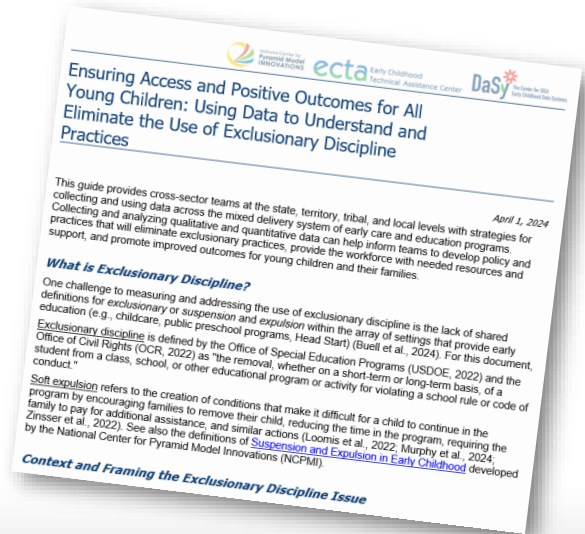 National Center for
Pyramid Model
INNOVATIONS
ecta Early Childhood
Technical Assistance Center
DaSy The Center for IDEA
Early Childhood Data Systems
Ensuring Access and Positive Outcomes for All
Young Children: Using Data to Understand and
Eliminate the Use of Exclusionary Discipline
Practices
April 1, 2024
This guide provides cross-sector teams at the state, territory, tribal, and local levels with strategies for
collecting and using data across the mixed delivery system of early care and education programs.
Collecting and analyzing qualitative and quantitative data can help inform teams to develop policy and
practices that will eliminate exclusionary practices, provide the workforce with needed resources and
support, and promote improved outcomes for young children and their families.
What is Exclusionary Discipline?
One challenge to measuring and addressing the use of exclusionary discipline is the lack of shared
definitions for exclusionary or suspension and expulsion within the array of settings that provide early
education (e.g., childcare, public preschool programs, Head Start) (Buell et al., 2024). For this document,
Exclusionary discipline is defined by the Office of Special Education Programs (USDOE, 2022) and the
Office of Civil Rights (OCR, 2022) as "the removal, whether on a short-term or long-term basis, of a
student from a class, school, or other educational program or activity for violating a school rule or code of
conduct."
Soft expulsion refers to the creation of conditions that make it difficult for a child to continue in the
program by encouraging families to remove their child, reducing the time in the program, requiring the
family to pay for additional assistance, and similar actions (Loomis et al., 2022; Murphy et al., 2024;
Zinsser et al., 2022). See also the definitions of Suspension and Expulsion in Early Childhood developed
by the National Center for Pyramid Model Innovations (NCPMI).
Context and Framing the Exclusionary Discipline Issue